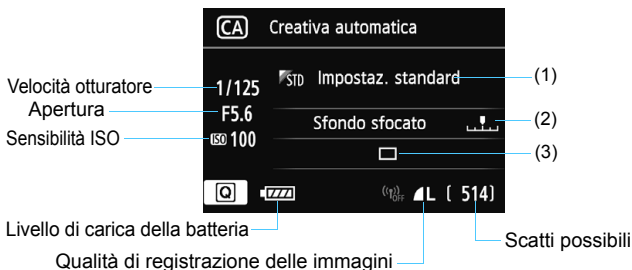 CA Creativa automatica
Velocità otturatore 1/125 STD Impostaz. standard (1)
Apertura F5.6
Sfondo sfocato (2)
Sensibilità ISO ISO 100
(3)
Q OFF L [ 514]
Livello di carica della batteria
Scatti possibili
Qualità di registrazione delle immagini